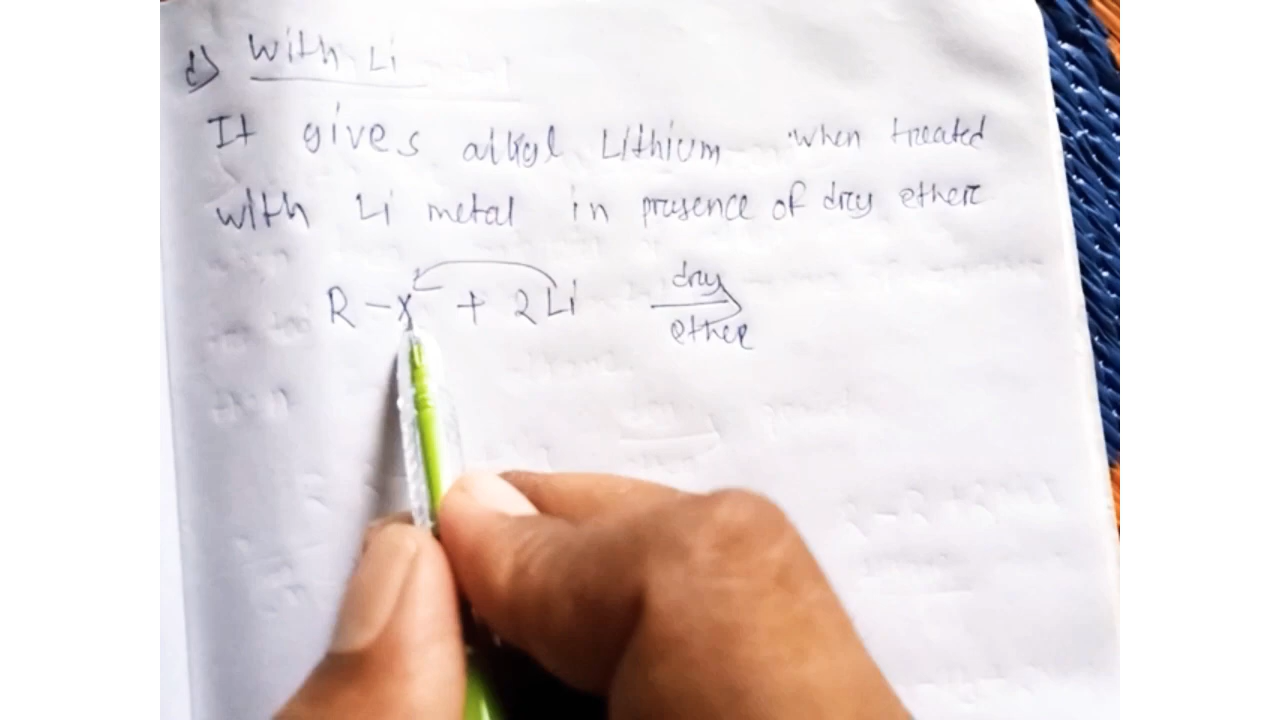 d) With Li
It gives alkyl Lithium when treated
with Li metal in presence of dry ether
R-X + 2Li dry
ether